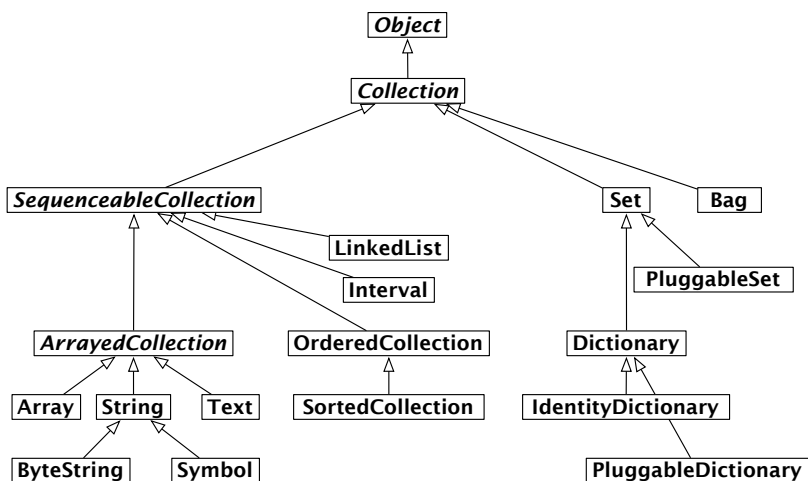 Object
Collection
SequenceableCollection
Set
Bag
LinkedList
PluggableSet
Interval
ArrayedCollection
OrderedCollection
Dictionary
Array
String
Text
SortedCollection
IdentityDictionary
ByteString
Symbol
PluggableDictionary